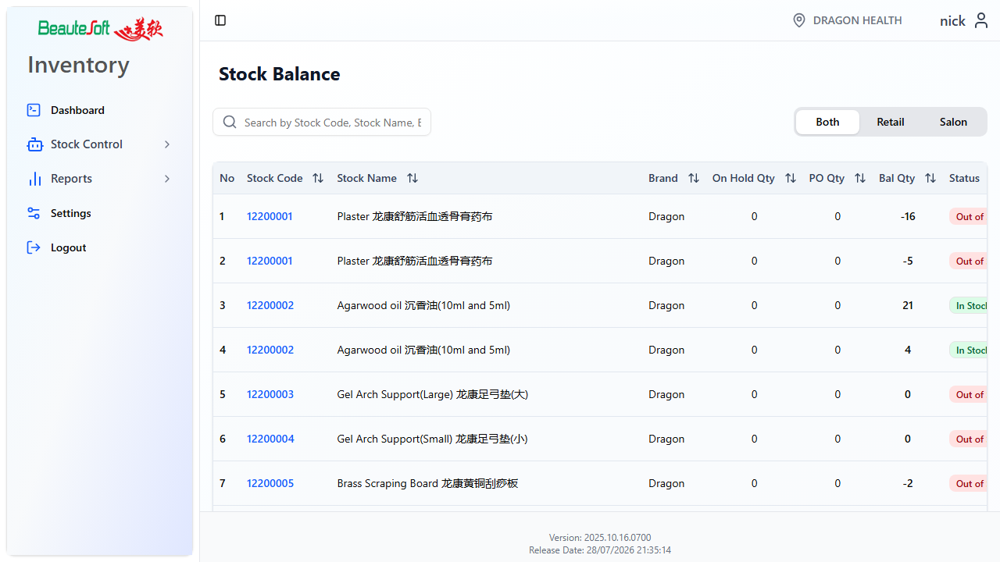 BeauteSoft 美软
Inventory
Dashboard
Stock Control
Reports
Settings
Logout
DRAGON HEALTH
nick
Stock Balance
Search by Stock Code, Stock Name, E
Both Retail Salon
No Stock Code Stock Name Brand On Hold Qty PO Qty Bal Qty Status
1 12200001 Plaster 龙康舒筋活血透骨膏药布 Dragon 0 0 -16 Out of
2 12200001 Plaster 龙康舒筋活血透骨膏药布 Dragon 0 0 -5 Out of
3 12200002 Agarwood oil 沉香油(10ml and 5ml) Dragon 0 0 21 In Stock
4 12200002 Agarwood oil 沉香油(10ml and 5ml) Dragon 0 0 4 In Stock
5 12200003 Gel Arch Support(Large) 龙康足弓垫(大) Dragon 0 0 0 Out of
6 12200004 Gel Arch Support(Small) 龙康足弓垫(小) Dragon 0 0 0 Out of
7 12200005 Brass Scraping Board 龙康黄铜刮痧板 Dragon 0 0 -2 Out of
Version: 2025.10.16.0700
Release Date: 28/07/2026 21:35:14